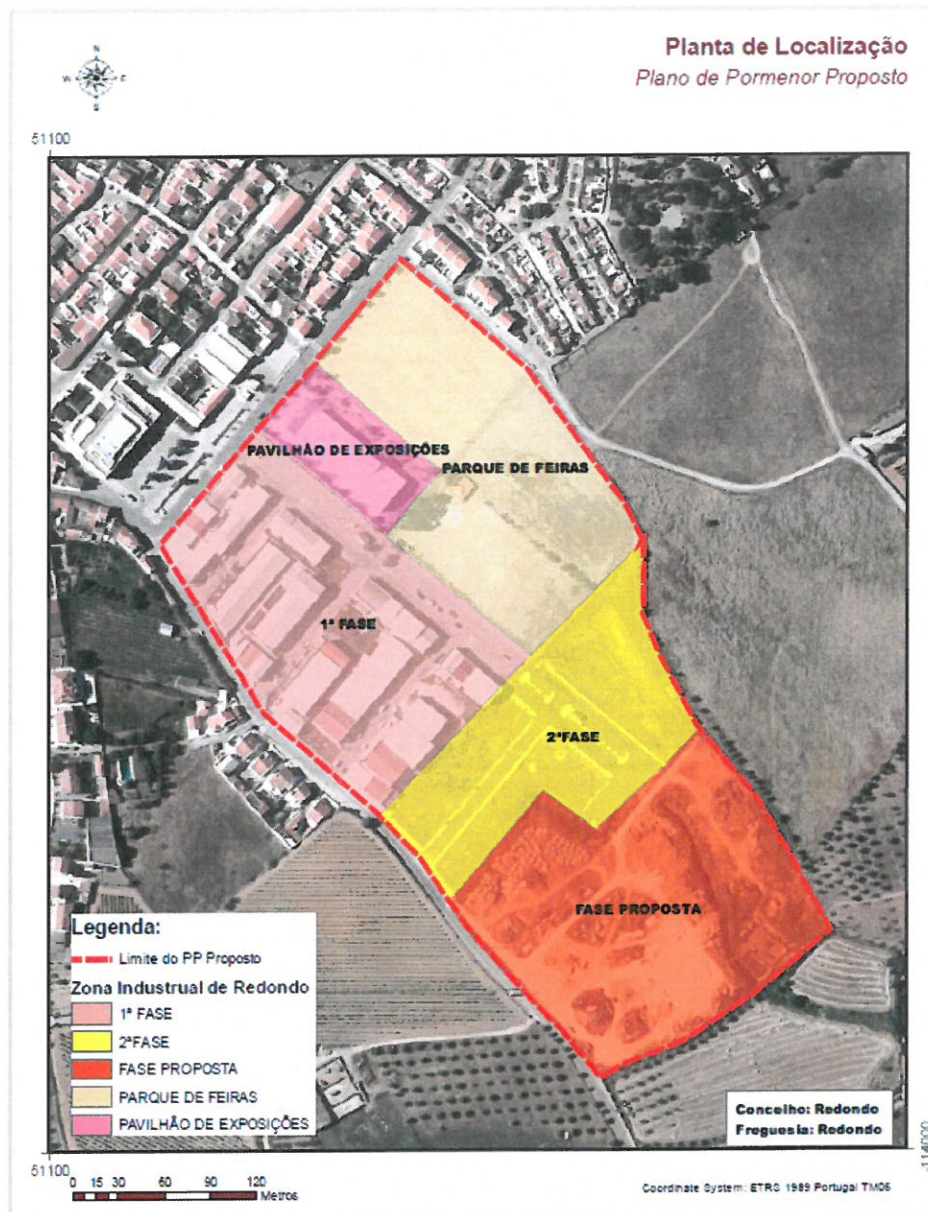 Planta de Localização
Plano de Pormenor Proposto
N
W E
S
51100
PAVILHÃO DE EXPOSIÇÕES
PARQUE DE FEIRAS
1ª FASE
2ªFASE
FASE PROPOSTA
Legenda:
Limite do PP Proposto
Zona Industrual de Redondo
1ª FASE
2ªFASE
FASE PROPOSTA
PARQUE DE FEIRAS
PAVILHÃO DE EXPOSIÇÕES
Concelho: Redondo
Freguesia: Redondo
-114000
51100
0 15 30 60 90 120
Metros
Coordinate System: ETRS 1989 Portugal TM06